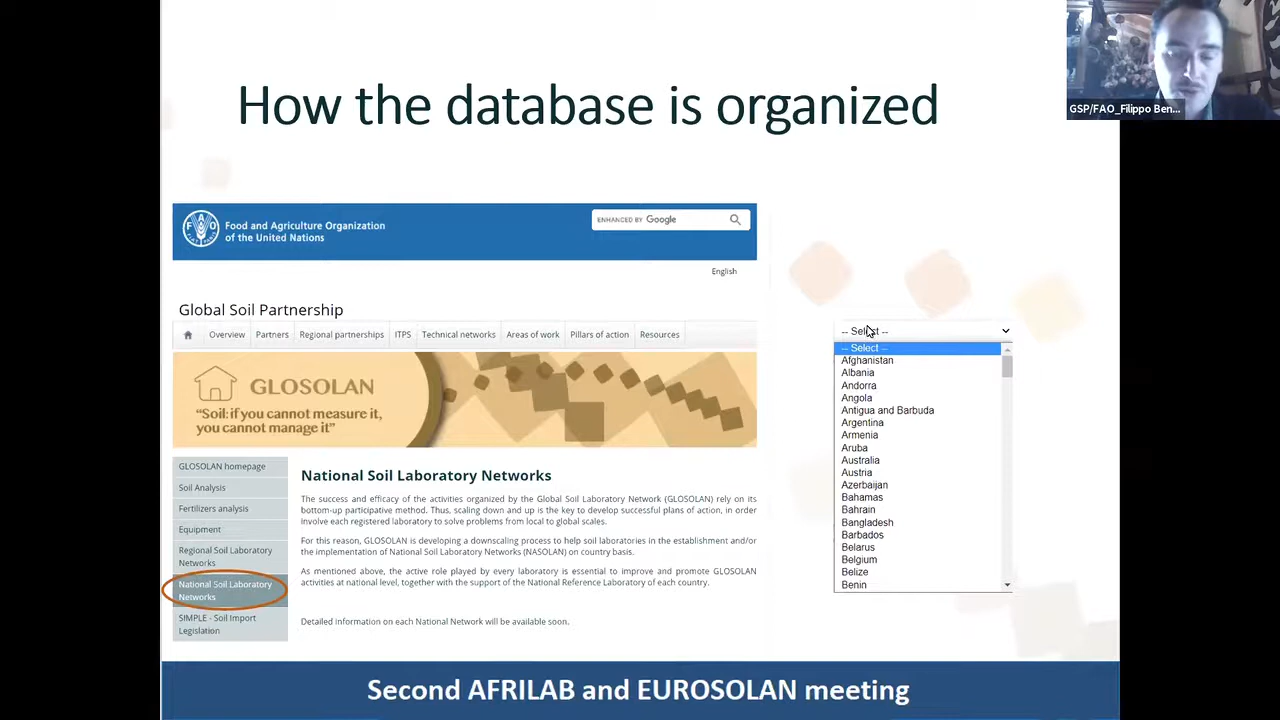 How the database is organized
GSP/FAO_Filippo Ben...
FAO
FIAT PANIS
Food and Agriculture Organization
of the United Nations
ENHANCED BY Google
English
Global Soil Partnership
Overview
Partners
Regional partnerships
ITPS
Technical networks
Areas of work
Pillars of action
Resources
GLOSOLAN
“Soil: if you cannot measure it,
you cannot manage it”
GLOSOLAN homepage
Soil Analysis
Fertilizers analysis
Equipment
Regional Soil Laboratory
Networks
National Soil Laboratory
Networks
SIMPLE - Soil Import
Legislation
National Soil Laboratory Networks
The success and efficacy of the activities organized by the Global Soil Laboratory Network (GLOSOLAN) rely on its
bottom-up participative method. Thus, scaling down and up is the key to develop successful plans of action, in order
involve each registered laboratory to solve problems from local to global scales.
For this reason, GLOSOLAN is developing a downscaling process to help soil laboratories in the establishment and/or
the implementation of National Soil Laboratory Networks (NASOLAN) on country basis.
As mentioned above, the active role played by every laboratory is essential to improve and promote GLOSOLAN
activities at national level, together with the support of the National Reference Laboratory of each country.
Detailed information on each National Network will be available soon.
-- Select --
-- Select --
Afghanistan
Albania
Andorra
Angola
Antigua and Barbuda
Argentina
Armenia
Aruba
Australia
Austria
Azerbaijan
Bahamas
Bahrain
Bangladesh
Barbados
Belarus
Belgium
Belize
Benin
Second AFRILAB and EUROSOLAN meeting